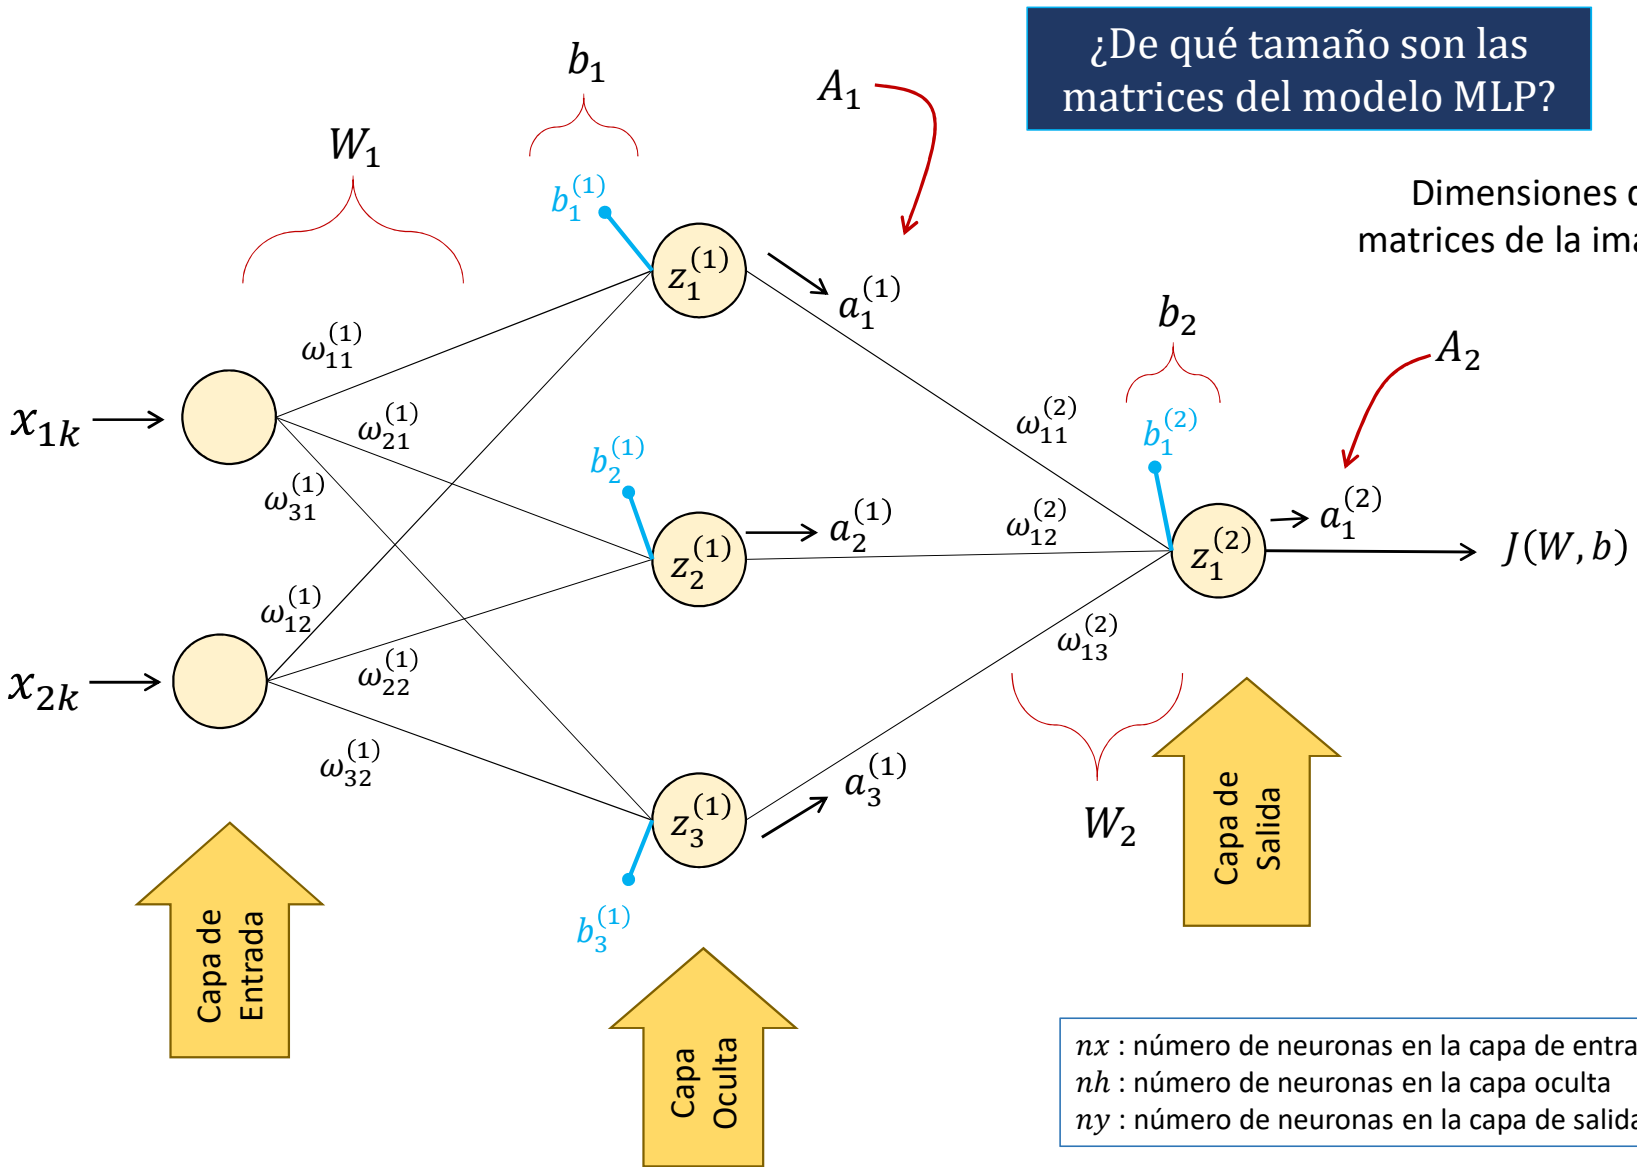 ¿De qué tamaño son las
matrices del modelo MLP?
b₁
A₁
W₁
Dimensiones d
matrices de la ima
b₁⁽¹⁾
z₁⁽¹⁾
a₁⁽¹⁾
b₂
A₂
ω₁₁⁽¹⁾
x₁ₖ
ω₂₁⁽¹⁾
ω₁₁⁽²⁾
b₁⁽²⁾
b₂⁽¹⁾
ω₃₁⁽¹⁾
a₂⁽¹⁾
ω₁₂⁽²⁾
a₁⁽²⁾
z₂⁽¹⁾
z₁⁽²⁾
J(W, b)
ω₁₂⁽¹⁾
ω₁₃⁽²⁾
x₂ₖ
ω₂₂⁽¹⁾
ω₃₂⁽¹⁾
a₃⁽¹⁾
z₃⁽¹⁾
W₂
Capa de
Salida
b₃⁽¹⁾
Capa de
Entrada
Capa
Oculta
nx : número de neuronas en la capa de entra
nh : número de neuronas en la capa oculta
ny : número de neuronas en la capa de salida